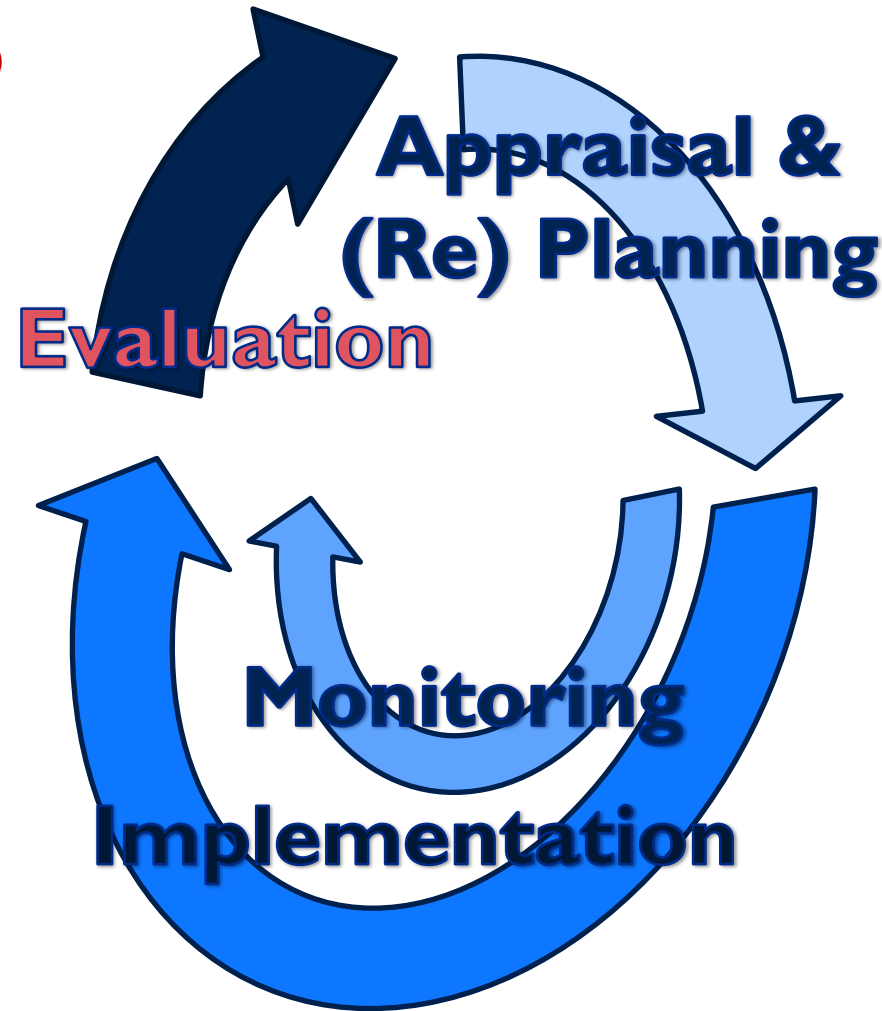 Appraisal &
(Re) Planning
Evaluation
Monitoring
Implementation